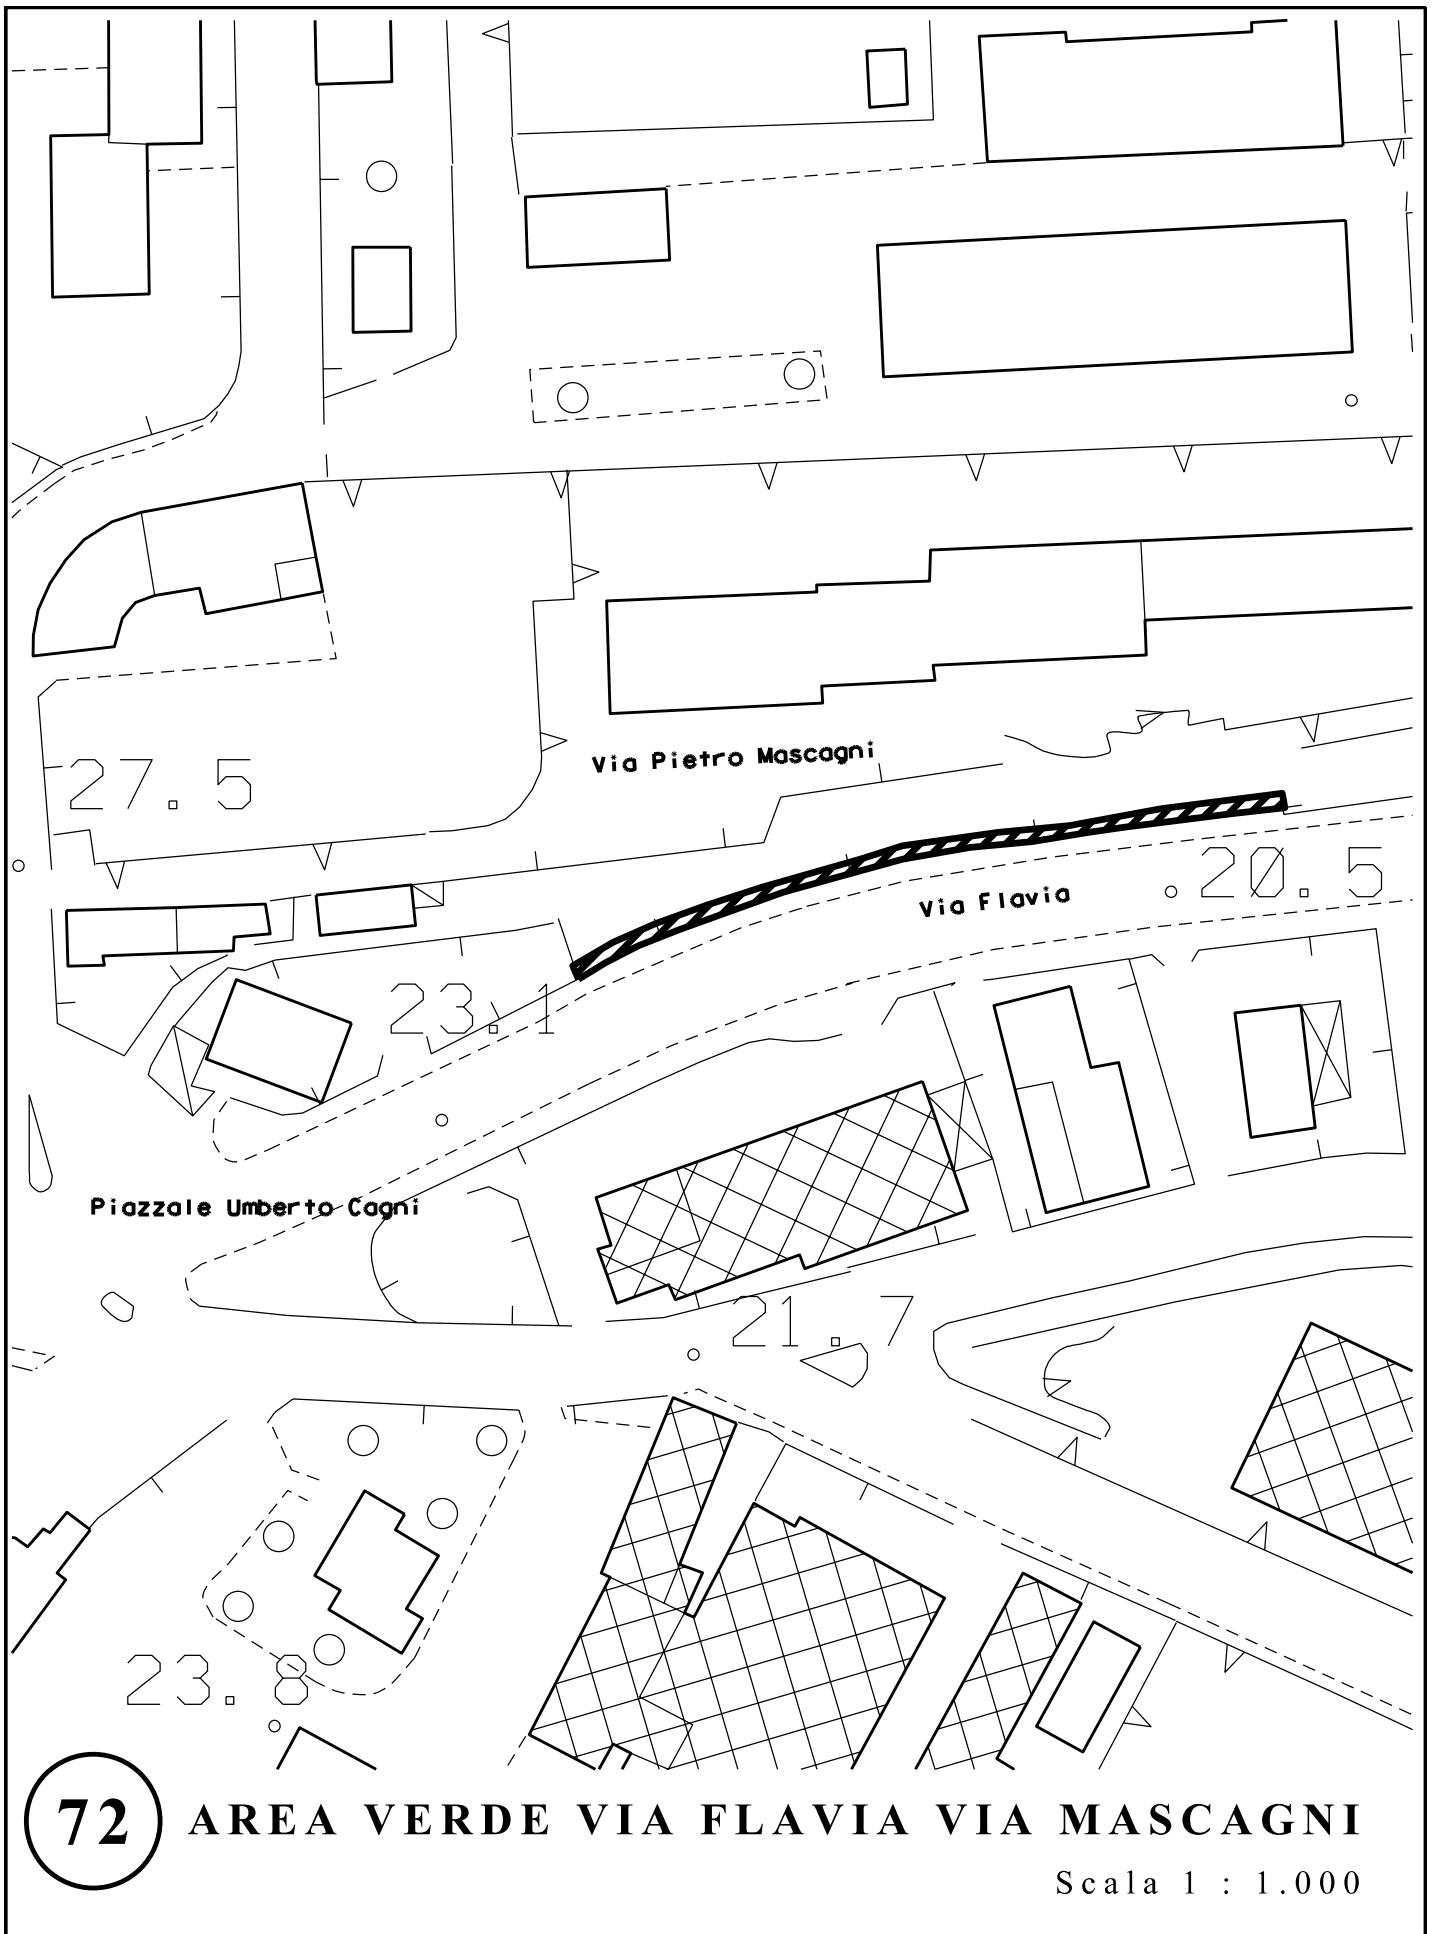 Via Pietro Mascagni
27.5
20.5
Via Flavia
23.1
Piazzale Umberto Cagni
21.7
23.8
72 AREA VERDE VIA FLAVIA VIA MASCAGNI
Scala 1 : 1.000